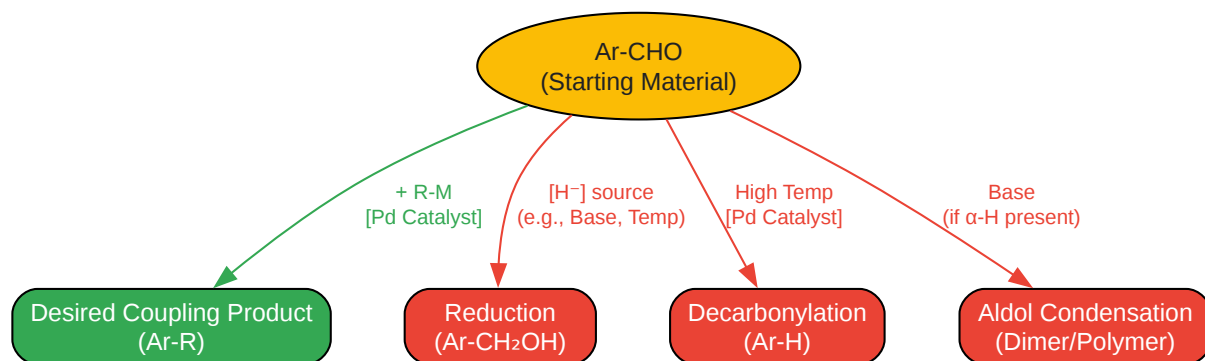 Ar-CHO
(Starting Material)
+ R-M
[Pd Catalyst]
[H⁻] source
(e.g., Base, Temp)
High Temp
[Pd Catalyst]
Base
(if α-H present)
Desired Coupling Product
(Ar-R)
Reduction
(Ar-CH₂OH)
Decarbonylation
(Ar-H)
Aldol Condensation
(Dimer/Polymer)